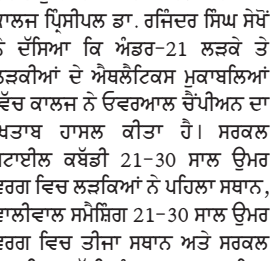 ਪ੍ਰਿੰਸੀਪਲ ਡਾ. ਰਜਿੰਦਰ ਸਿੰਘ ਸੇਖੋਂ
ਦੱਸਿਆ ਕਿ ਅੰਡਰ-21 ਲੜਕੇ ਤੇ
ਲੜਕੀਆਂ ਦੇ ਐਥਲੈਟਿਕਸ ਮੁਕਾਬਲਿਆਂ
ਵਿੱਚ ਕਾਲਜ ਨੇ ਓਵਰਆਲ ਚੈਂਪੀਅਨ ਦਾ
ਖਿਤਾਬ ਹਾਸਲ ਕੀਤਾ ਹੈ। ਸਰਕਲ
ਸਟਾਈਲ ਕਬੱਡੀ 21-30 ਸਾਲ ਉਮਰ
ਵਰਗ ਵਿਚ ਲੜਕਿਆਂ ਨੇ ਪਹਿਲਾ ਸਥਾਨ,
ਵਾਲੀਵਾਲ ਸਮੈਸ਼ਿੰਗ 21-30 ਸਾਲ ਉਮਰ
ਵਰਗ ਵਿਚ ਤੀਜਾ ਸਥਾਨ ਅਤੇ ਸਰਕਲ